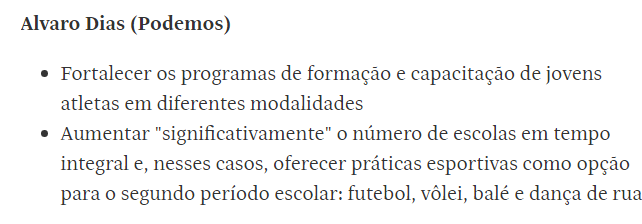 Alvaro Dias (Podemos)
• Fortalecer os programas de formação e capacitação de jovens
atletas em diferentes modalidades
• Aumentar "significativamente" o número de escolas em tempo
integral e, nesses casos, oferecer práticas esportivas como opção
para o segundo período escolar: futebol, vôlei, balé e dança de rua